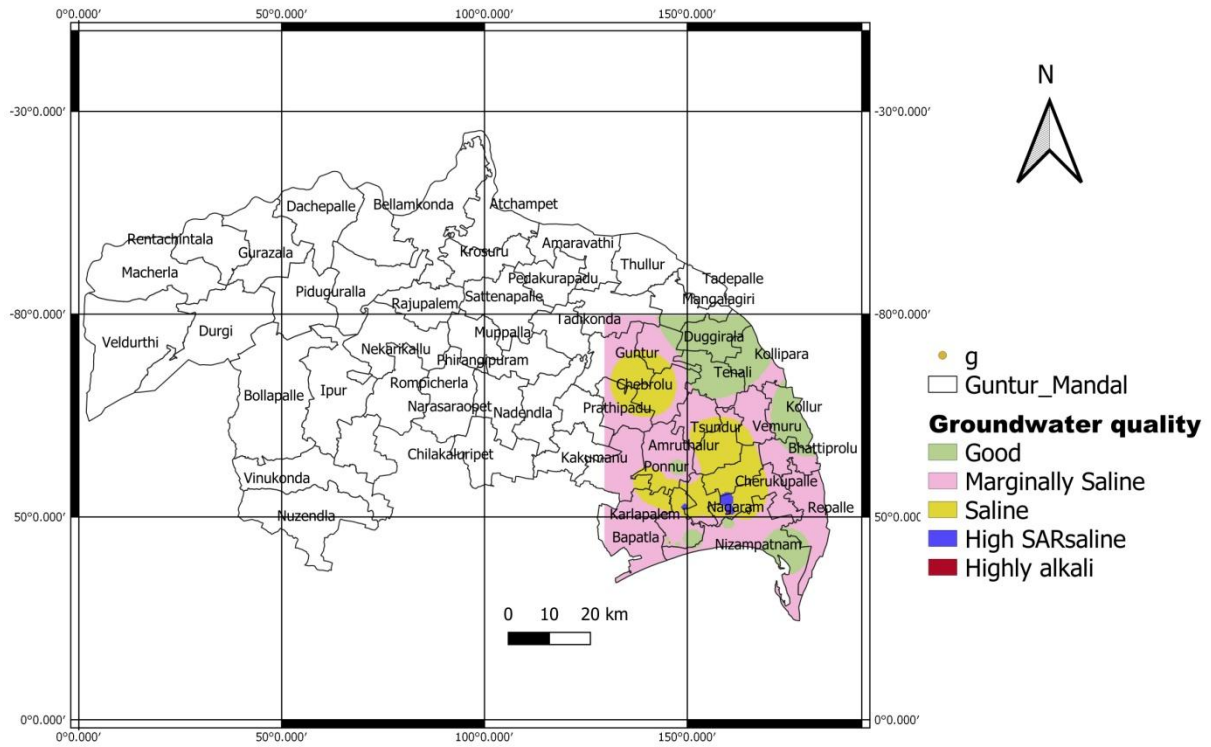 0°0.000′ 50°0.000′ 100°0.000′ 150°0.000′
-30°0.000′ -30°0.000′
N
Dachepalle Bellamkonda Atchampet
Rentachintala Gurazala Krosuru Amaravathi
Macherla Pedakurapadu Thullur Tadepalle
Piduguralla Rajupalem Sattenapalle Mangalagiri
-80°0.000′ -80°0.000′
Veldurthi Durgi Muppalla Tadikonda Duggirala
Nekarikallu Phirangipuram Guntur Kollipara
Bollapalle Ipur Rompicherla Chebrolu Tenali
Narasaraopet Nadendla Prathipadu Kollur
Tsundur Vemuru
Chilakaluripet Kakumanu Amruthalur Bhattiprolu
Ponnur
Vinukonda Cherukupalle
Nuzendla Karlapalem Nagaram Repalle
50°0.000′ 50°0.000′
Bapatla Nizampatnam
0 10 20 km
g
Guntur_Mandal
Groundwater quality
Good
Marginally Saline
Saline
High SARsaline
Highly alkali
0°0.000′ 0°0.000′
0°0.000′ 50°0.000′ 100°0.000′ 150°0.000′